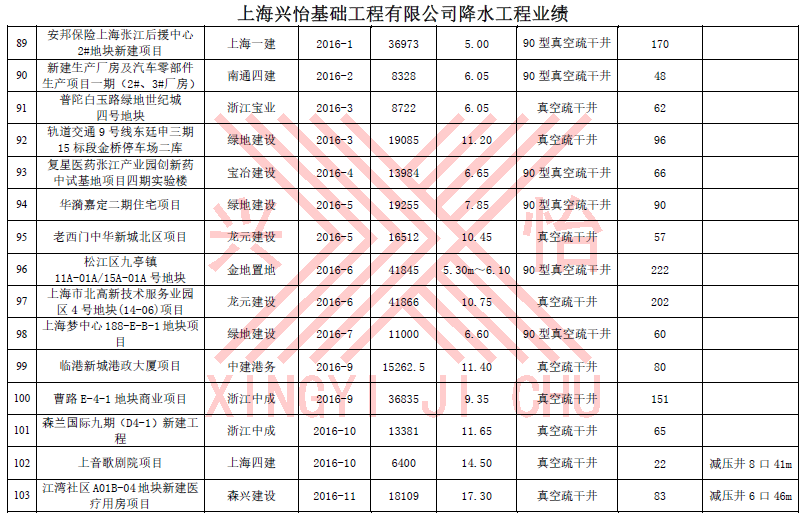 上海兴怡基础工程有限公司降水工程业绩
89 安邦保险上海张江后援中心 上海一建 2016-1 36973 5.00 90 型真空疏干井 170
2#地块新建项目
90 新建生产厂房及汽车零部件 南通四建 2016-2 8328 6.05 90 型真空疏干井 48
生产项目一期（2#、3#厂房）
91 普陀白玉路绿地世纪城 浙江宝业 2016-3 8722 6.05 真空疏干井 62
四号地块
92 轨道交通 9 号线东延申三期 绿地建设 2016-3 19085 11.20 真空疏干井 96
15 标段金桥停车场二库
93 复星医药张江产业园创新药 宝冶建设 2016-4 13984 6.65 90 型真空疏干井 66
中试基地项目四期实验楼
94 华漪嘉定二期住宅项目 绿地建设 2016-5 19255 7.85 90 型真空疏干井 90
95 老西门中华新城北区项目 龙元建设 2016-5 16512 10.45 真空疏干井 57
96 松江区九亭镇 金地置地 2016-6 41845 5.30m～6.10 90 型真空疏干井 222
11A-01A/15A-01A 号地块
97 上海市北高新技术服务业园 龙元建设 2016-6 41866 10.75 真空疏干井 202
区 4 号地块(14-06)项目
98 上海梦中心 188-E-B-1 地块项 绿地建设 2016-7 11000 6.60 90 型真空疏干井 60
目
99 临港新城港政大厦项目 中建港务 2016-9 15262.5 11.40 真空疏干井 80
100 曹路 E-4-1 地块商业项目 浙江中成 2016-9 36835 9.35 真空疏干井 151
101 森兰国际九期（D4-1）新建工 浙江中成 2016-10 13381 11.65 真空疏干井 65
程
102 上音歌剧院项目 上海四建 2016-10 6400 14.50 真空疏干井 22 减压井 8 口 41m
103 江湾社区 A01B-04 地块新建医 森兴建设 2016-11 18109 17.30 真空疏干井 83 减压井 6 口 46m
疗用房项目
兴 怡
XINGYI JI CHU